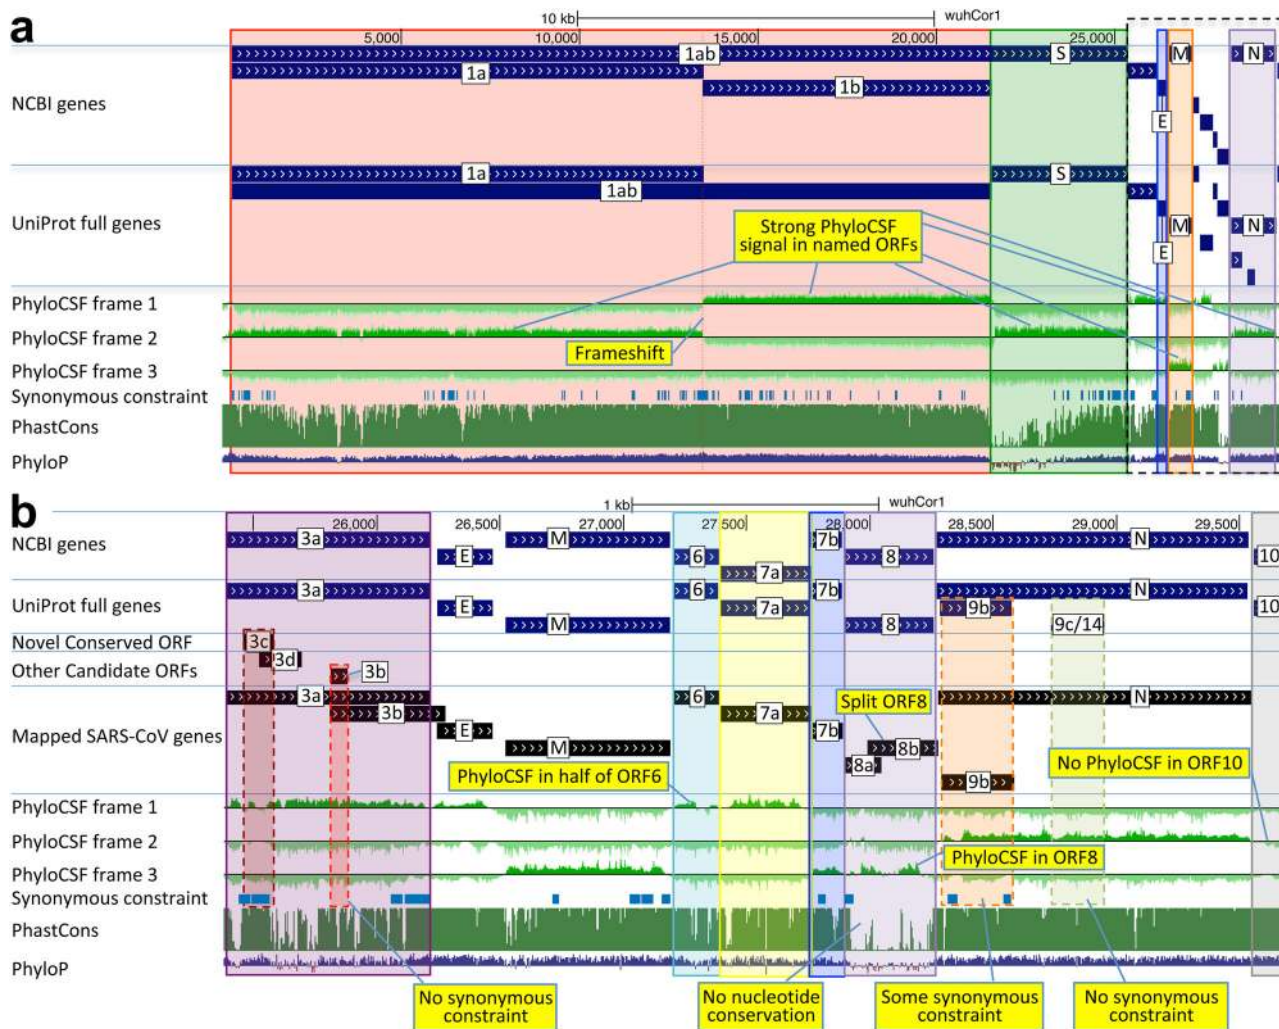 a
10 kb wuhCor1
5,000 10,000 15,000 20,000 25,000
NCBI genes
1ab S M N
1a
1b
E
UniProt full genes
1a S
1ab
M N
E
Strong PhyloCSF
signal in named ORFs
PhyloCSF frame 1
PhyloCSF frame 2
Frameshift
PhyloCSF frame 3
Synonymous constraint
PhastCons
PhyloP
b
1 kb wuhCor1
26,000 26,500 27,000 27,500 28,000 28,500 29,000 29,500
NCBI genes
3a M 7b N
E 6 8 10
7a
UniProt full genes
3a 6 7b N
E 7a 9b 10
M 8 9c/14
Novel Conserved ORF
3c
3d
Other Candidate ORFs
3b
Mapped SARS-CoV genes
3a 6 N
3b 7a
Split ORF8
E 7b
M 8b
8a
9b
PhyloCSF in half of ORF6
No PhyloCSF in ORF10
PhyloCSF frame 1
PhyloCSF frame 2
PhyloCSF in ORF8
PhyloCSF frame 3
Synonymous constraint
PhastCons
PhyloP
No synonymous
constraint
No nucleotide
conservation
Some synonymous
constraint
No synonymous
constraint